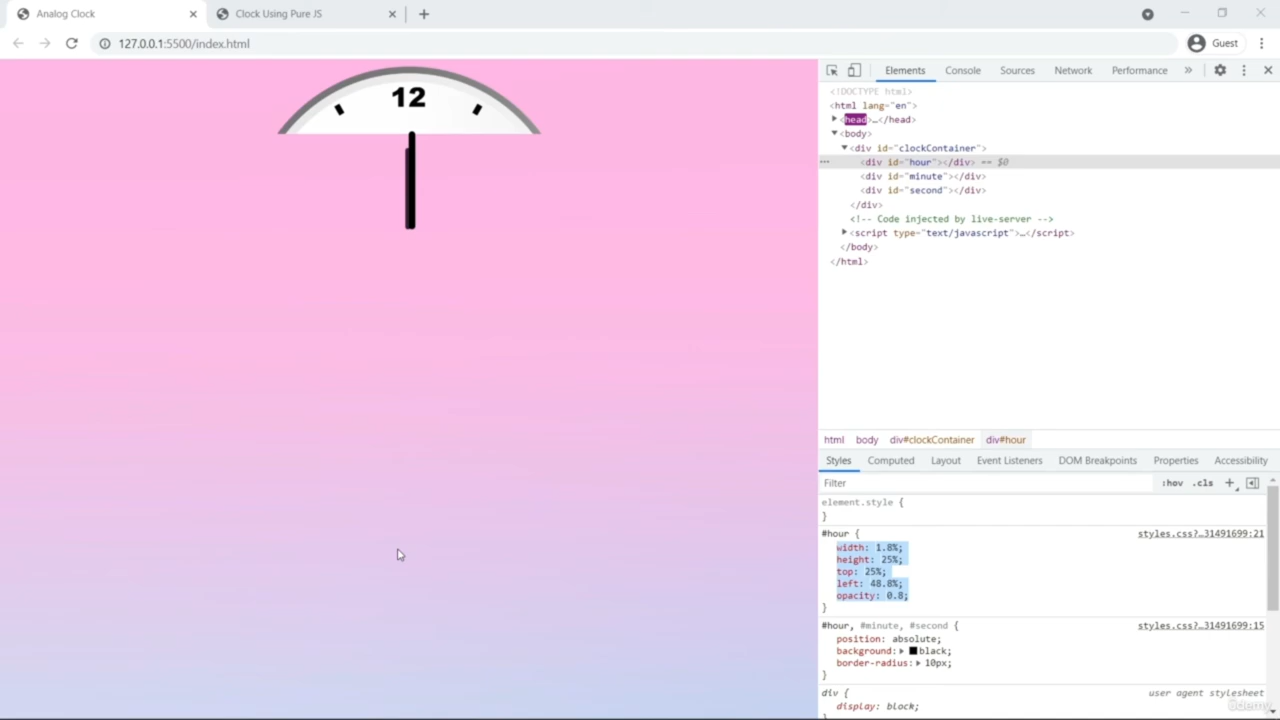 Analog Clock
Clock Using Pure JS
127.0.0.1:5500/index.html
Guest
12
Elements Console Sources Network Performance »
<!DOCTYPE html>
<html lang="en">
<head>…</head>
<body>
<div id="clockContainer">
<div id="hour"></div> == $0
<div id="minute"></div>
<div id="second"></div>
</div>
<!-- Code injected by live-server -->
<script type="text/javascript">…</script>
</body>
</html>
html body div#clockContainer div#hour
Styles Computed Layout Event Listeners DOM Breakpoints Properties Accessibility
Filter :hov .cls +
element.style {
}
#hour { styles.css?…31491699:21
width: 1.8%;
height: 25%;
top: 25%;
left: 48.8%;
opacity: 0.8;
}
#hour, #minute, #second { styles.css?…31491699:15
position: absolute;
background: black;
border-radius: 10px;
}
div { user agent stylesheet
display: block;
Udemy